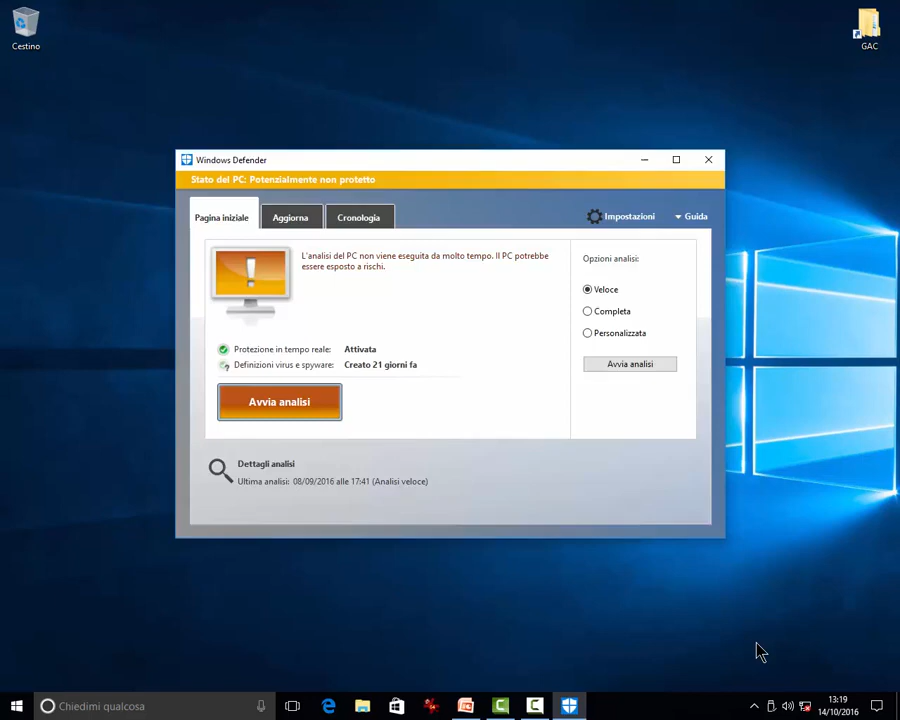 Cestino
GAC
Windows Defender
Stato del PC: Potenzialmente non protetto
Pagina iniziale
Aggiorna
Cronologia
Impostazioni
Guida
L'analisi del PC non viene eseguita da molto tempo. Il PC potrebbe
essere esposto a rischi.
Opzioni analisi:
Veloce
Completa
Personalizzata
Avvia analisi
Protezione in tempo reale: Attivata
Definizioni virus e spyware: Creato 21 giorni fa
Avvia analisi
Dettagli analisi
Ultima analisi: 08/09/2016 alle 17:41 (Analisi veloce)
Chiedimi qualcosa
13:19
14/10/2016